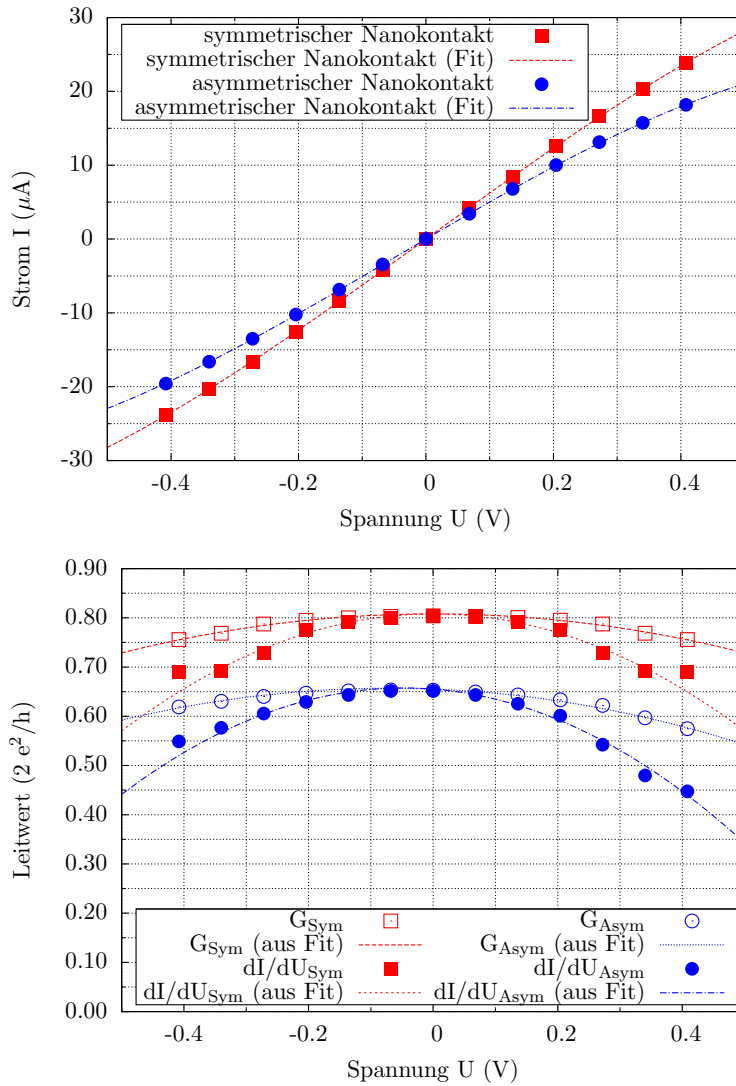 30
20
10
0
-10
-20
-30
Strom I (μA)
symmetrischer Nanokontakt
symmetrischer Nanokontakt (Fit)
asymmetrischer Nanokontakt
asymmetrischer Nanokontakt (Fit)
-0.4 -0.2 0 0.2 0.4
Spannung U (V)
0.90
0.80
0.70
0.60
0.50
0.40
0.30
0.20
0.10
0.00
Leitwert (2 e²/h)
G_Sym G_Asym
G_Sym (aus Fit) G_Asym (aus Fit)
dI/dU_Sym dI/dU_Asym
dI/dU_Sym (aus Fit) dI/dU_Asym (aus Fit)
-0.4 -0.2 0 0.2 0.4
Spannung U (V)